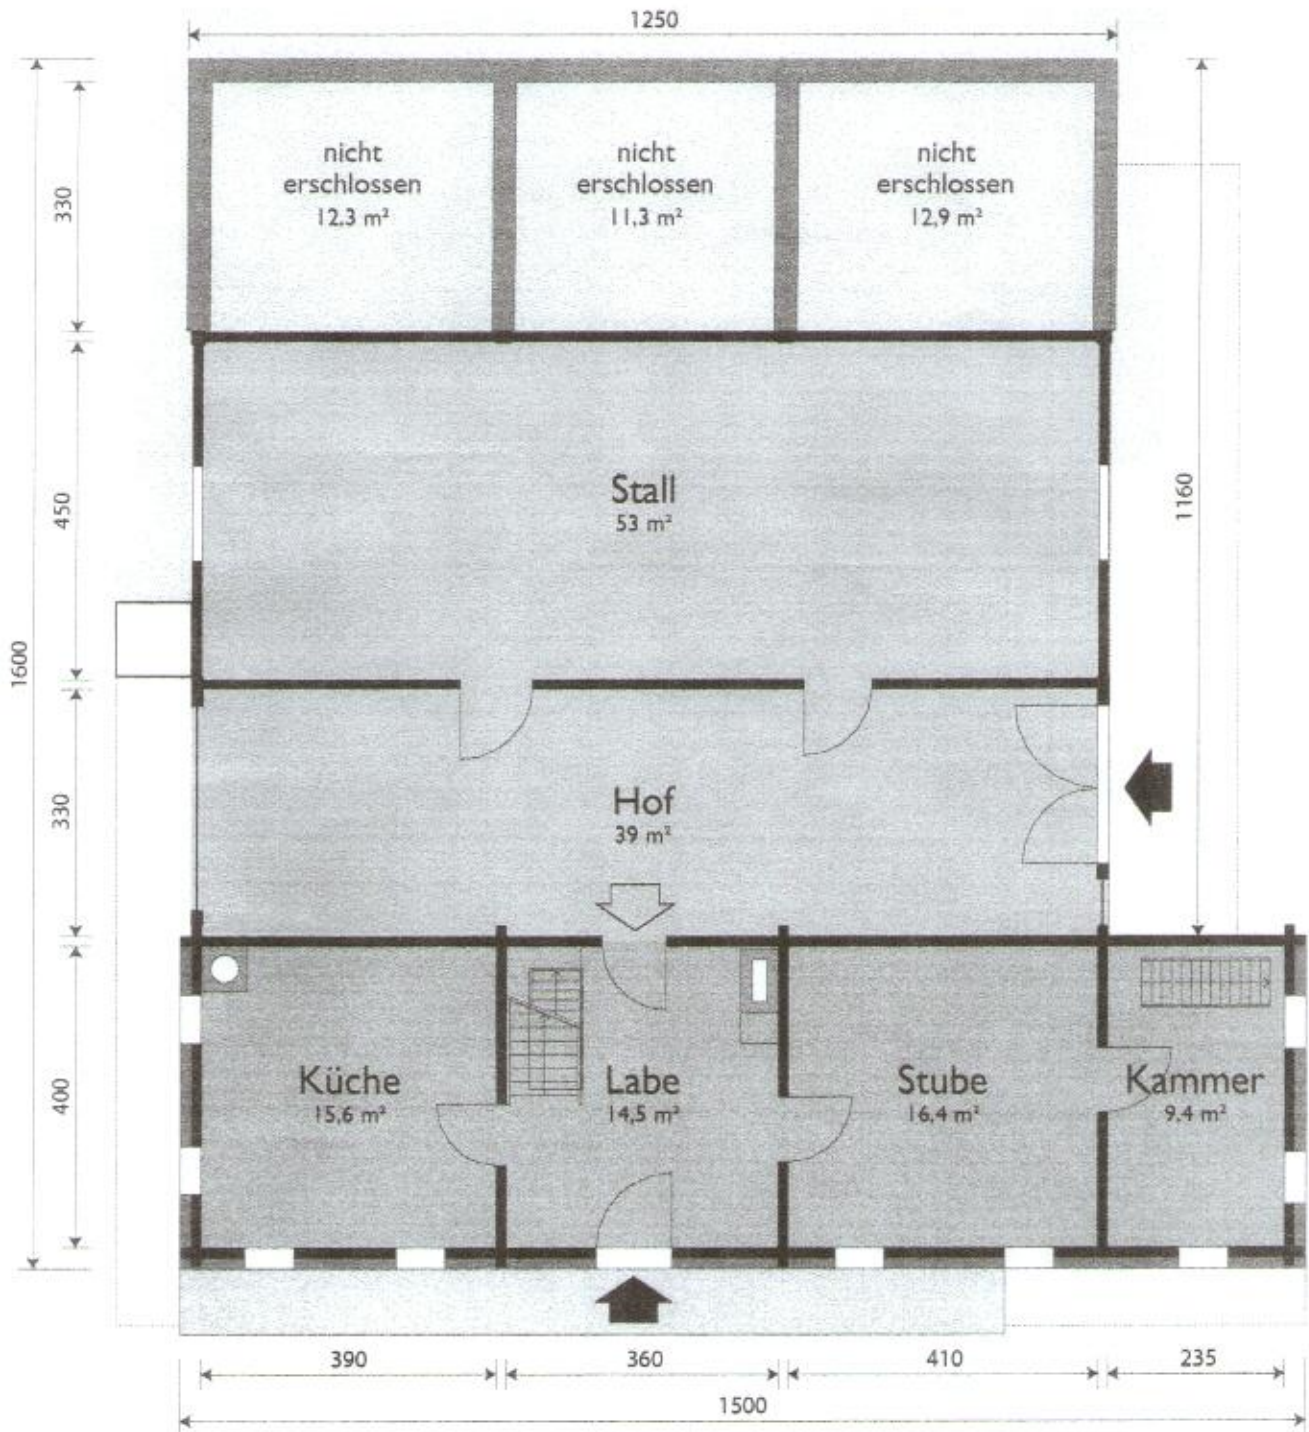 1250
nicht
erschlossen
12.3 m²
nicht
erschlossen
11,3 m²
nicht
erschlossen
12,9 m²
330
Stall
53 m²
450
1160
1600
Hof
39 m²
330
Küche
15,6 m²
Labe
14,5 m²
Stube
16,4 m²
Kammer
9,4 m²
400
390
360
410
235
1500